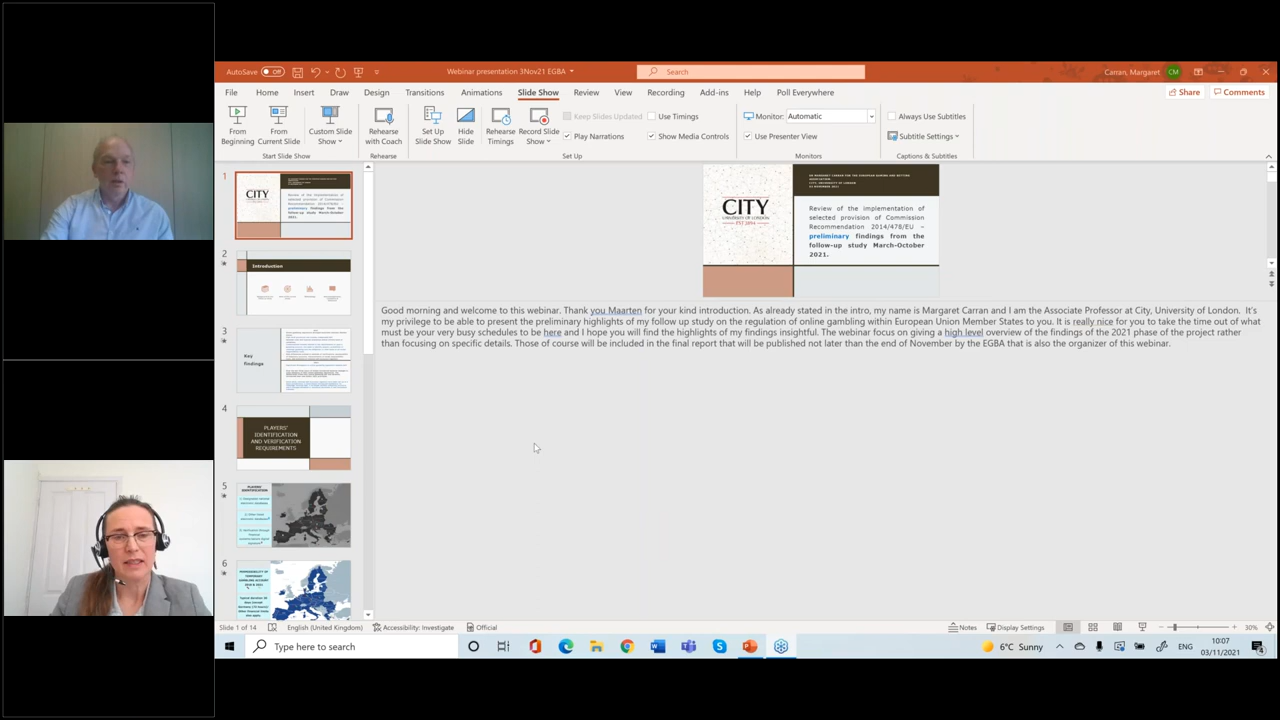 AutoSave Off
Webinar presentation 3Nov21 EGBA
Search
Carran, Margaret CM
File Home Insert Draw Design Transitions Animations Slide Show Review View Recording Add-ins Help Poll Everywhere
Share Comments
From Beginning
From Current Slide
Custom Slide Show
Rehearse with Coach
Set Up Slide Show
Hide Slide
Rehearse Timings
Record Slide Show
Keep Slides Updated
Use Timings
Play Narrations
Show Media Controls
Monitor: Automatic
Use Presenter View
Always Use Subtitles
Subtitle Settings
Start Slide Show Rehearse Set Up Monitors Captions & Subtitles
1
CITY
2
Introduction
3
Key
findings
4
PLAYERS'
IDENTIFICATION
AND VERIFICATION
REQUIREMENTS
5
PLAYERS
IDENTIFICATION
6
CITY
UNIVERSITY OF LONDON
EST 1894
Review of the implementation of
selected provision of Commission
Recommendation 2014/478/EU –
preliminary findings from the
follow-up study March-October
2021.
Good morning and welcome to this webinar. Thank you Maarten for your kind introduction. As already stated in the intro, my name is Margaret Carran and I am the Associate Professor at City, University of London. It's
my privilege to be able to present the preliminary highlights of my follow up study on the regulation of online gambling within European Union Member States to you. It is really nice for you to take the time out of what
must be your very busy schedules to be here and I hope you will find the highlights of my findings insightful. The webinar focus on giving a high level overview of the findings of the 2021 phase of the project rather
than focusing on specific details. Those of course will be included in the final report that will be published not later than the end of November by the EGBA that is also the organizer of this webinar.
Slide 1 of 14 English (United Kingdom) Accessibility: Investigate Official
Notes Display Settings 30%
Type here to search
6°C Sunny
ENG
10:07
03/11/2021
4